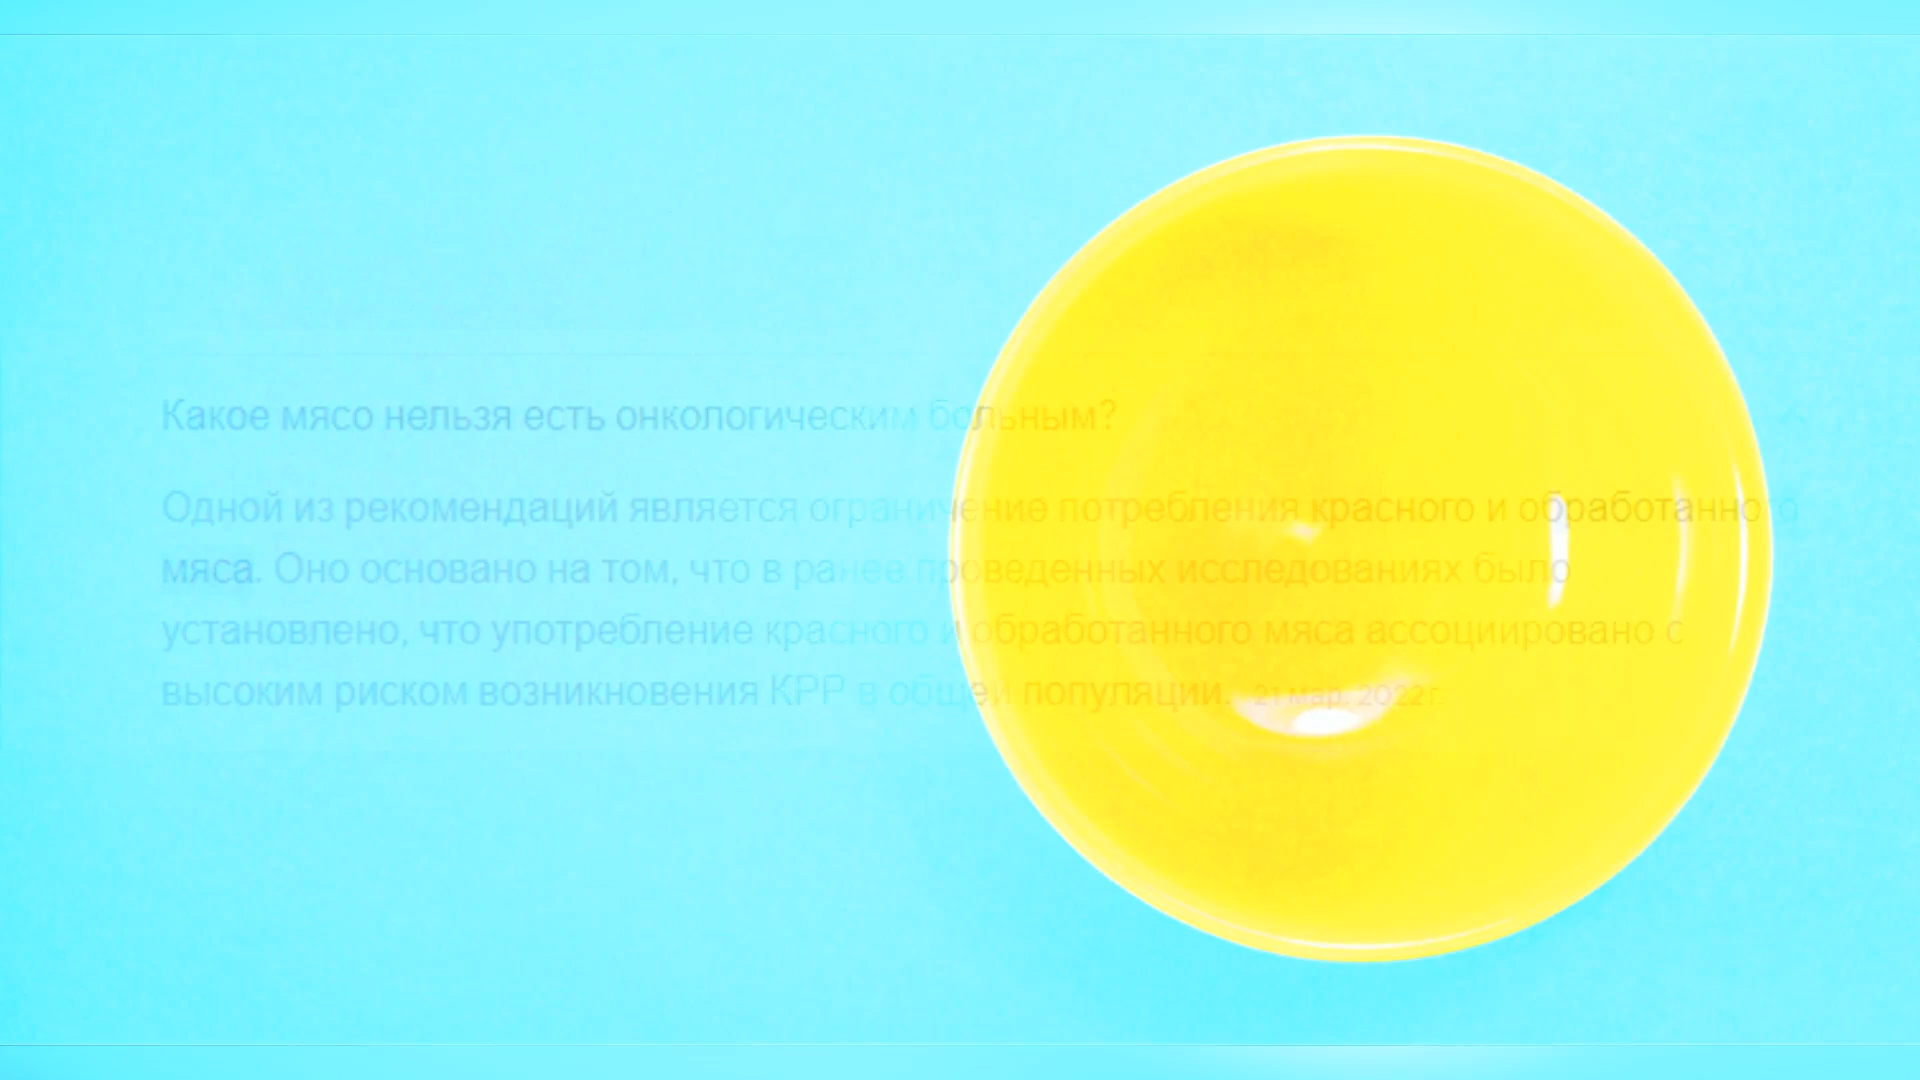 Какое мясо нельзя есть онкологическим больным?
Одной из рекомендаций является ограничение потребления красного и обработанного
мяса. Оно основано на том, что в ранее проведенных исследованиях было
установлено, что употребление красного и обработанного мяса ассоциировано с
высоким риском возникновения КРР в общей популяции. 21 мар. 2022 г.